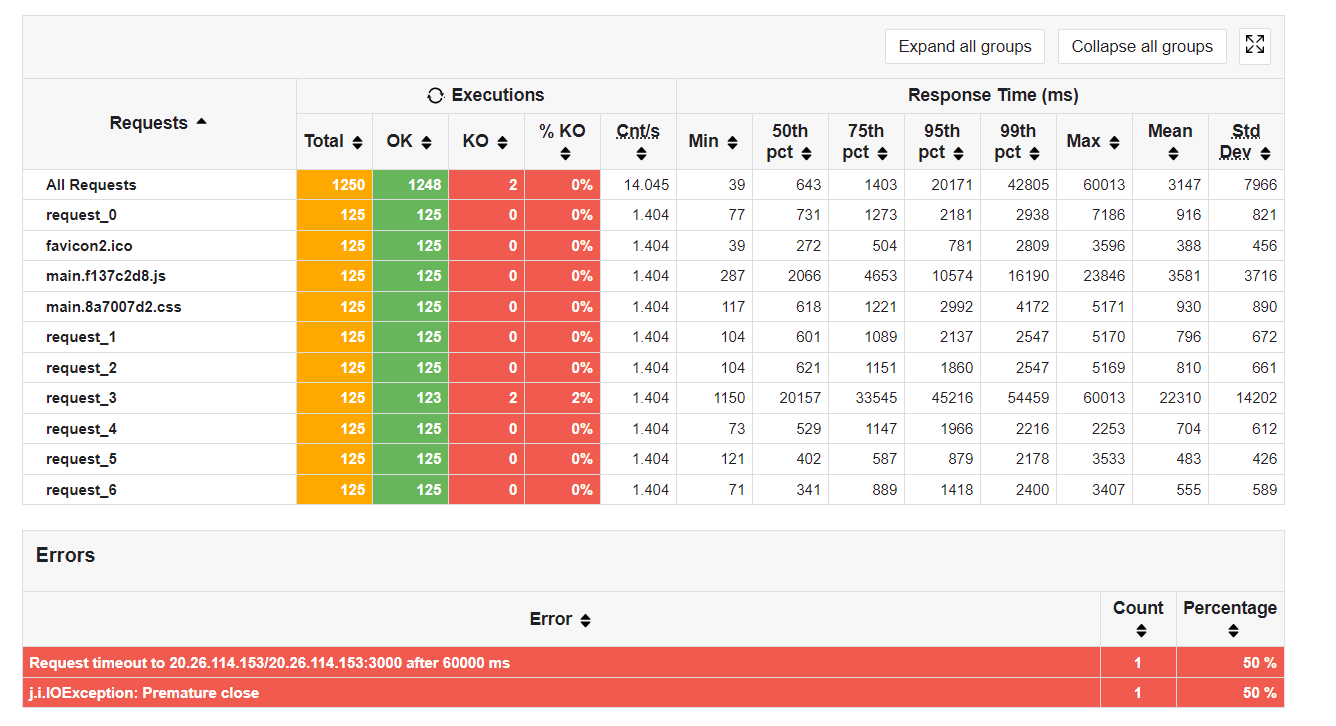 Expand all groups Collapse all groups
Requests Executions Response Time (ms)
Total OK KO % KO Cnt/s Min 50th pct 75th pct 95th pct 99th pct Max Mean Std Dev
All Requests 1250 1248 2 0% 14.045 39 643 1403 20171 42805 60013 3147 7966
request_0 125 125 0 0% 1.404 77 731 1273 2181 2938 7186 916 821
favicon2.ico 125 125 0 0% 1.404 39 272 504 781 2809 3596 388 456
main.f137c2d8.js 125 125 0 0% 1.404 287 2066 4653 10574 16190 23846 3581 3716
main.8a7007d2.css 125 125 0 0% 1.404 117 618 1221 2992 4172 5171 930 890
request_1 125 125 0 0% 1.404 104 601 1089 2137 2547 5170 796 672
request_2 125 125 0 0% 1.404 104 621 1151 1860 2547 5169 810 661
request_3 125 123 2 2% 1.404 1150 20157 33545 45216 54459 60013 22310 14202
request_4 125 125 0 0% 1.404 73 529 1147 1966 2216 2253 704 612
request_5 125 125 0 0% 1.404 121 402 587 879 2178 3533 483 426
request_6 125 125 0 0% 1.404 71 341 889 1418 2400 3407 555 589
Errors
Error Count Percentage
Request timeout to 20.26.114.153/20.26.114.153:3000 after 60000 ms 1 50 %
j.i.IOException: Premature close 1 50 %